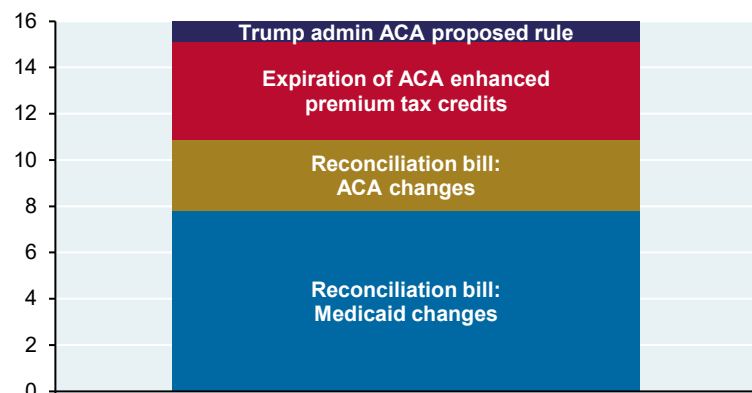 16
Trump admin ACA proposed rule
14
Expiration of ACA enhanced
premium tax credits
12
10
Reconciliation bill:
ACA changes
8
6
Reconciliation bill:
Medicaid changes
4
2
0